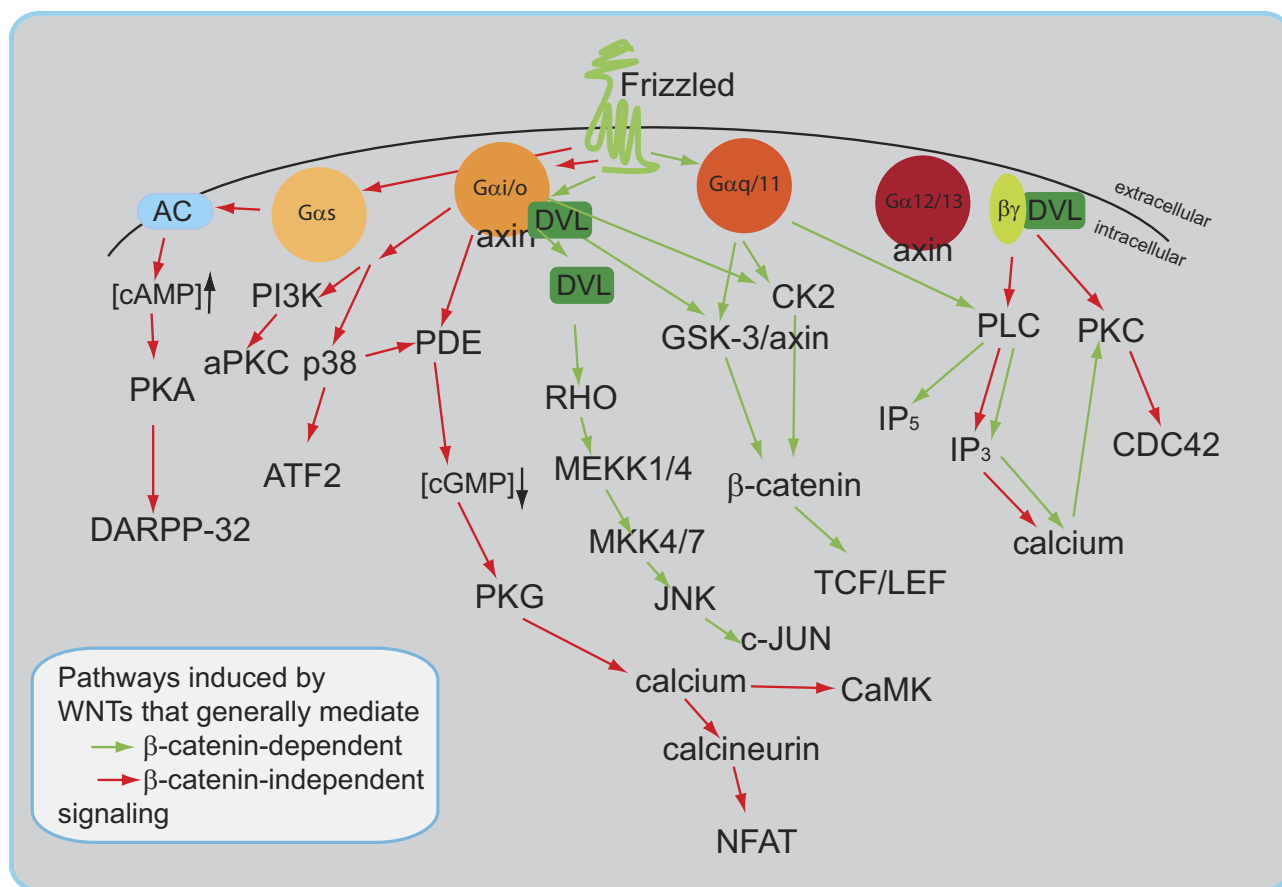 Frizzled
extracellular
intracellular
AC
Gαs
Gαi/o
axin
DVL
Gαq/11
Gα12/13
axin
βγ
DVL
[cAMP]
PI3K
DVL
CK2
aPKC
p38
PDE
GSK-3/axin
PLC
PKC
PKA
RHO
IP5
IP3
CDC42
ATF2
[cGMP]
MEKK1/4
β-catenin
DARPP-32
MKK4/7
calcium
PKG
JNK
TCF/LEF
c-JUN
calcium
CaMK
calcineurin
NFAT
Pathways induced by
WNTs that generally mediate
β-catenin-dependent
β-catenin-independent
signaling